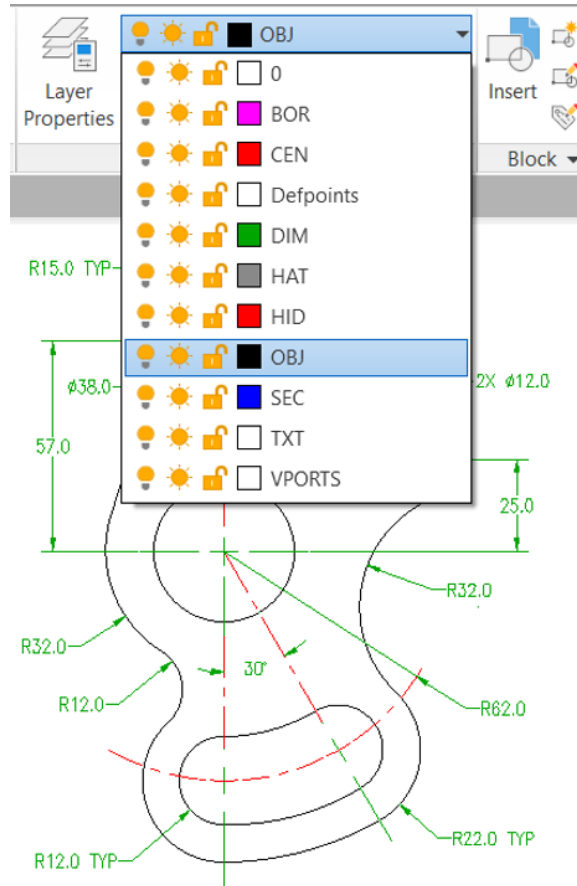 OBJ
Layer
Properties
Insert
Block
0
BOR
CEN
Defpoints
DIM
HAT
HID
OBJ
SEC
TXT
VPORTS
R15.0 TYP
ø38.0
2X ø12.0
57.0
25.0
R32.0
R32.0
30°
R12.0
R62.0
R22.0 TYP
R12.0 TYP